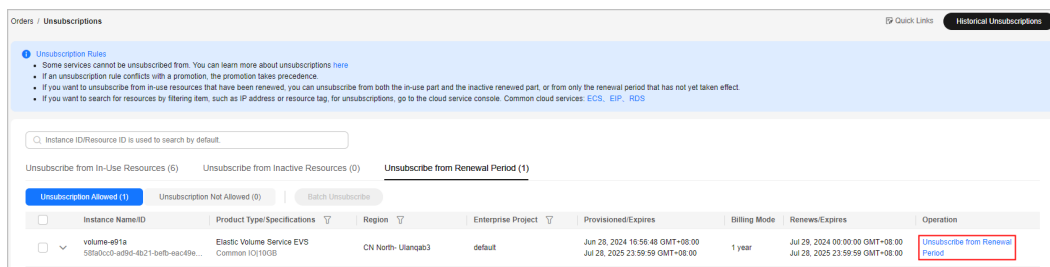 Orders / Unsubscriptions
Quick Links
Historical Unsubscriptions
Unsubscription Rules
• Some services cannot be unsubscribed from. You can learn more about unsubscriptions here
• If an unsubscription rule conflicts with a promotion, the promotion takes precedence.
• If you want to unsubscribe from in-use resources that have been renewed, you can unsubscribe from both the in-use part and the inactive renewed part, or from only the renewal period that has not yet taken effect.
• If you want to search for resources by filtering item, such as IP address or resource tag, for unsubscriptions, go to the cloud service console. Common cloud services: ECS、EIP、RDS
Instance ID/Resource ID is used to search by default.
Unsubscribe from In-Use Resources (6) Unsubscribe from Inactive Resources (0) Unsubscribe from Renewal Period (1)
Unsubscription Allowed (1) Unsubscription Not Allowed (0) Batch Unsubscribe
Instance Name/ID Product Type/Specifications Region Enterprise Project Provisioned/Expires Billing Mode Renews/Expires Operation
volume-e91a Elastic Volume Service EVS CN North- Ulanqab3 default Jun 28, 2024 16:56:48 GMT+08:00 1 year Jul 29, 2024 00:00:00 GMT+08:00 Unsubscribe from Renewal
58fa0cc0-ad9d-4b21-befb-eac49e... Common IO|10GB Jul 28, 2025 23:59:59 GMT+08:00 Jul 28, 2025 23:59:59 GMT+08:00 Period